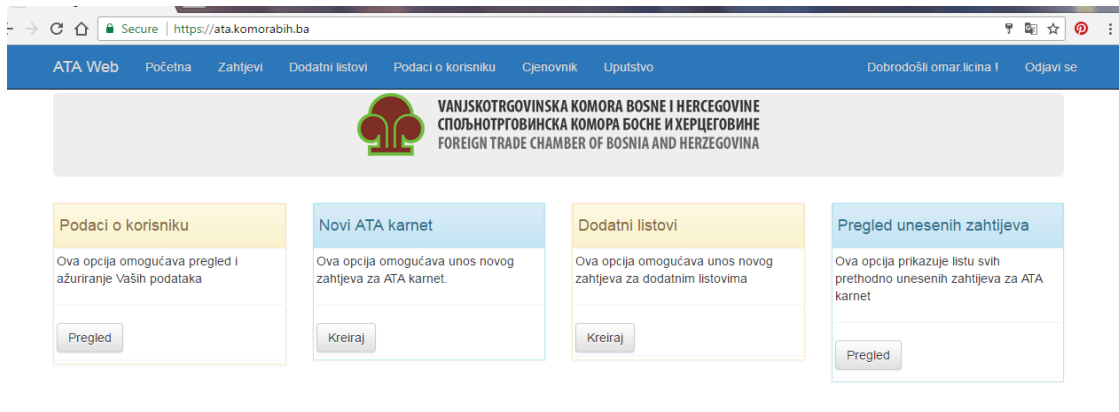 Secure | https://ata.komorabih.ba
ATA Web Početna Zahtjevi Dodatni listovi Podaci o korisniku Cjenovnik Uputstvo Dobrodošli omar.licina ! Odjavi se
VANJSKOTRGOVINSKA KOMORA BOSNE I HERCEGOVINE
СПОЉНОТРГОВИНСКА КОМОРА БОСНЕ И ХЕРЦЕГОВИНЕ
FOREIGN TRADE CHAMBER OF BOSNIA AND HERZEGOVINA
Podaci o korisniku
Ova opcija omogućava pregled i
ažuriranje Vaših podataka
Pregled
Novi ATA karnet
Ova opcija omogućava unos novog
zahtjeva za ATA karnet.
Kreiraj
Dodatni listovi
Ova opcija omogućava unos novog
zahtjeva za dodatnim listovima
Kreiraj
Pregled unesenih zahtijeva
Ova opcija prikazuje listu svih
prethodno unesenih zahtijeva za ATA
karnet
Pregled